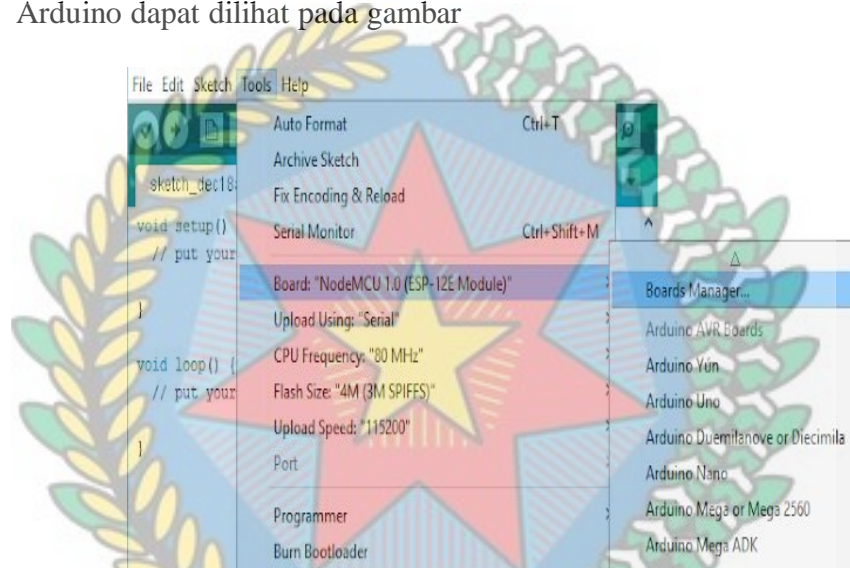 Arduino dapat dilihat pada gambar
File Edit Sketch Tools Help
Auto Format Ctrl+T
Archive Sketch
Fix Encoding & Reload
Serial Monitor Ctrl+Shift+M
Board: "NodeMCU 1.0 (ESP-12E Module)"
Upload Using: "Serial"
CPU Frequency: "80 MHz"
Flash Size: "4M (3M SPIFFS)"
Upload Speed: "115200"
Port
Programmer
Burn Bootloader
sketch_dec18
void setup()
// put your
}
void loop() {
// put your
}
Boards Manager...
Arduino AVR Boards
Arduino Yún
Arduino Uno
Arduino Duemilanove or Diecimila
Arduino Nano
Arduino Mega or Mega 2560
Arduino Mega ADK